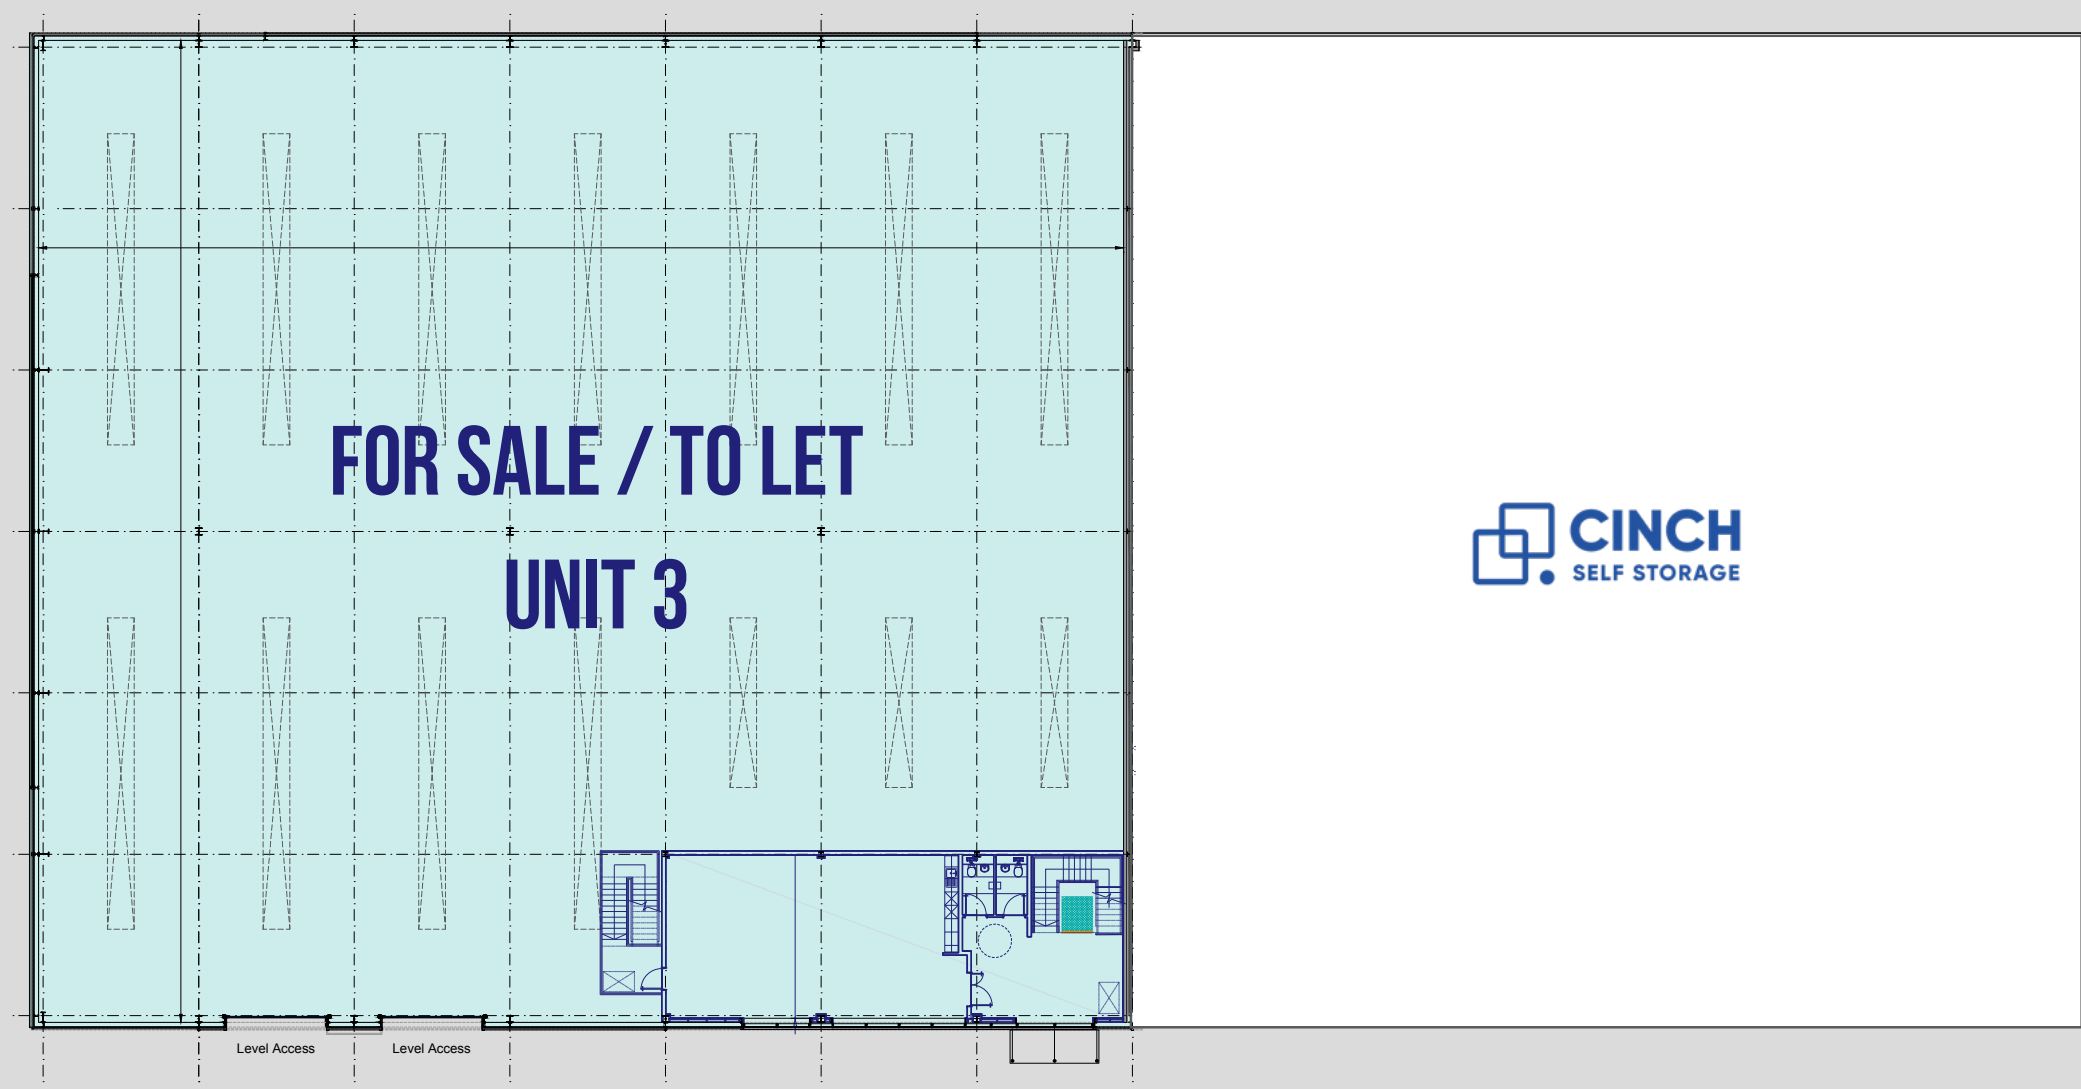 FOR SALE / TO LET
UNIT 3
CINCH
SELF STORAGE
Level Access
Level Access